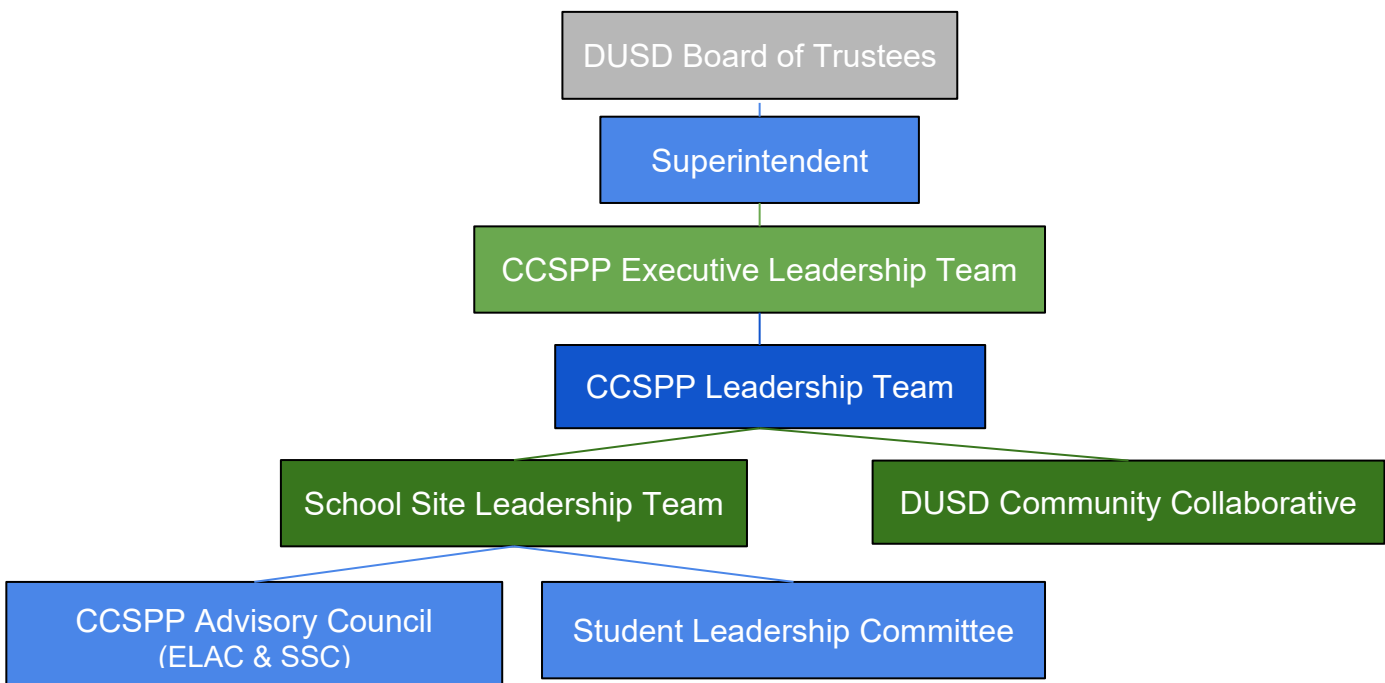 DUSD Board of Trustees
Superintendent
CCSPP Executive Leadership Team
CCSPP Leadership Team
School Site Leadership Team
DUSD Community Collaborative
CCSPP Advisory Council
(ELAC & SSC)
Student Leadership Committee